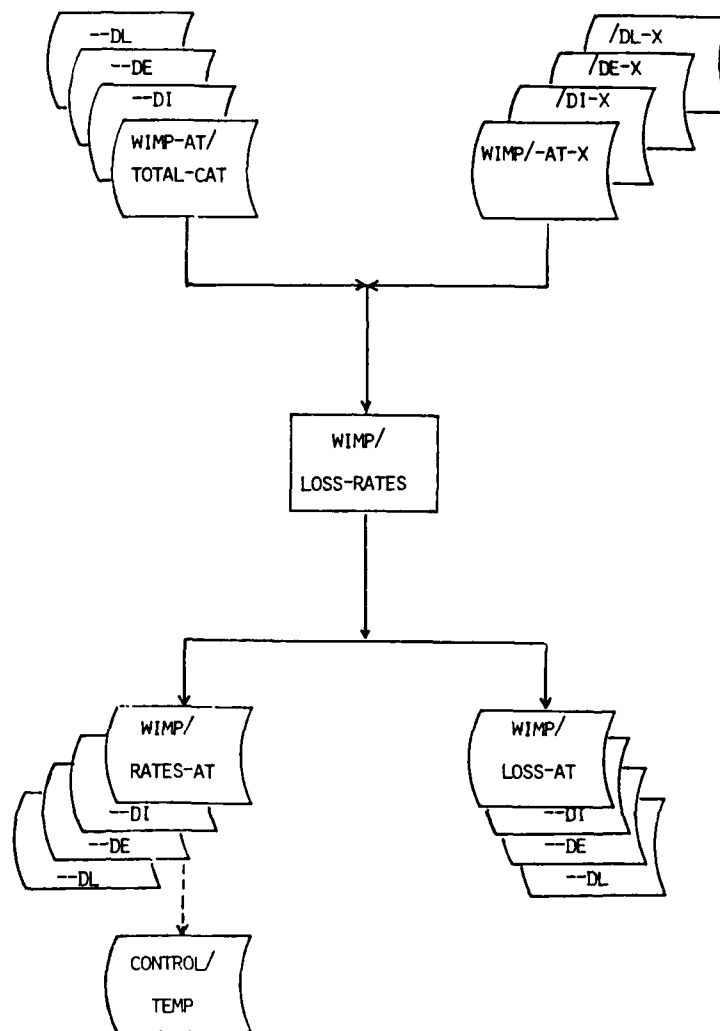 --DL
--DE
--DI
WIMP-AT/
TOTAL-CAT
/DL-X
/DE-X
/DI-X
WIMP/-AT-X
WIMP/
LOSS-RATES
WIMP/
RATES-AT
--DI
--DE
--DL
WIMP/
LOSS-AT
--DI
--DE
--DL
CONTROL/
TEMP